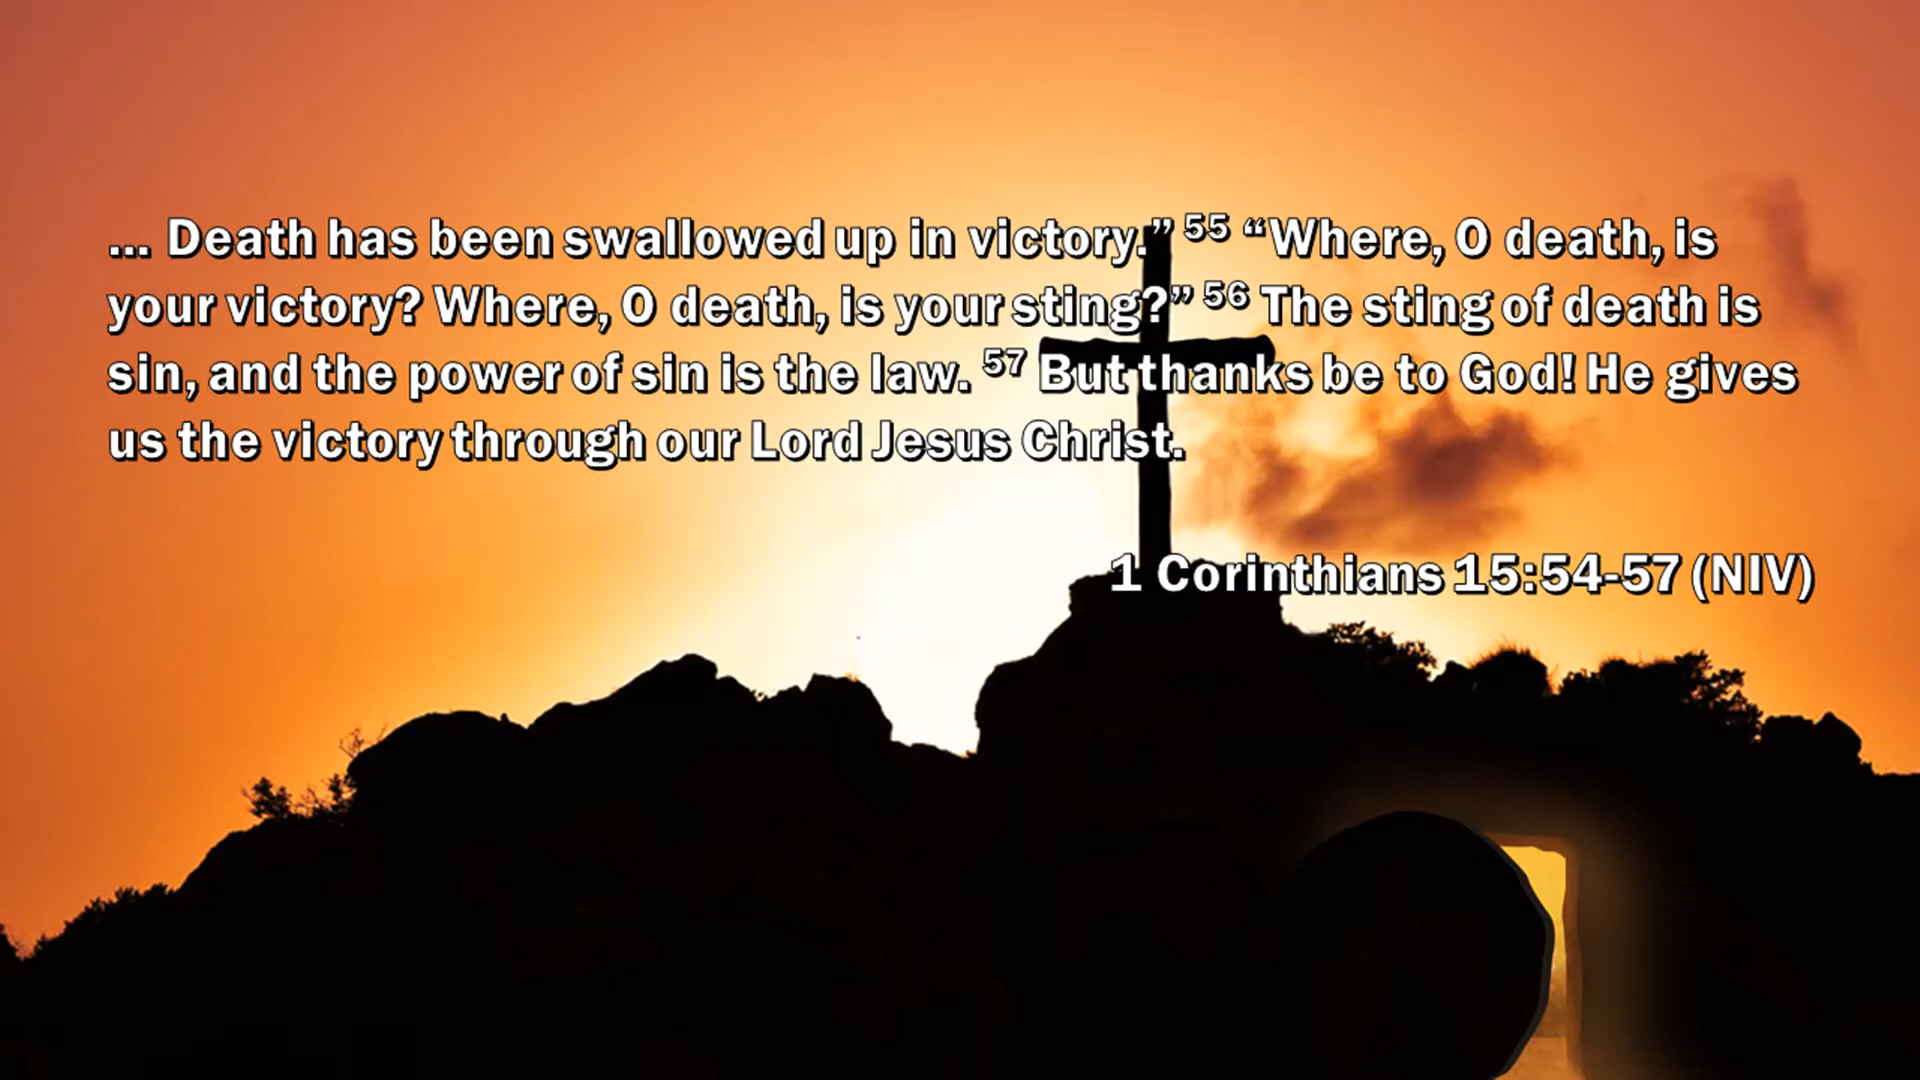 ... Death has been swallowed up in victory.” 55 “Where, O death, is
your victory? Where, O death, is your sting?” 56 The sting of death is
sin, and the power of sin is the law. 57 But thanks be to God! He gives
us the victory through our Lord Jesus Christ.
1 Corinthians 15:54-57 (NIV)